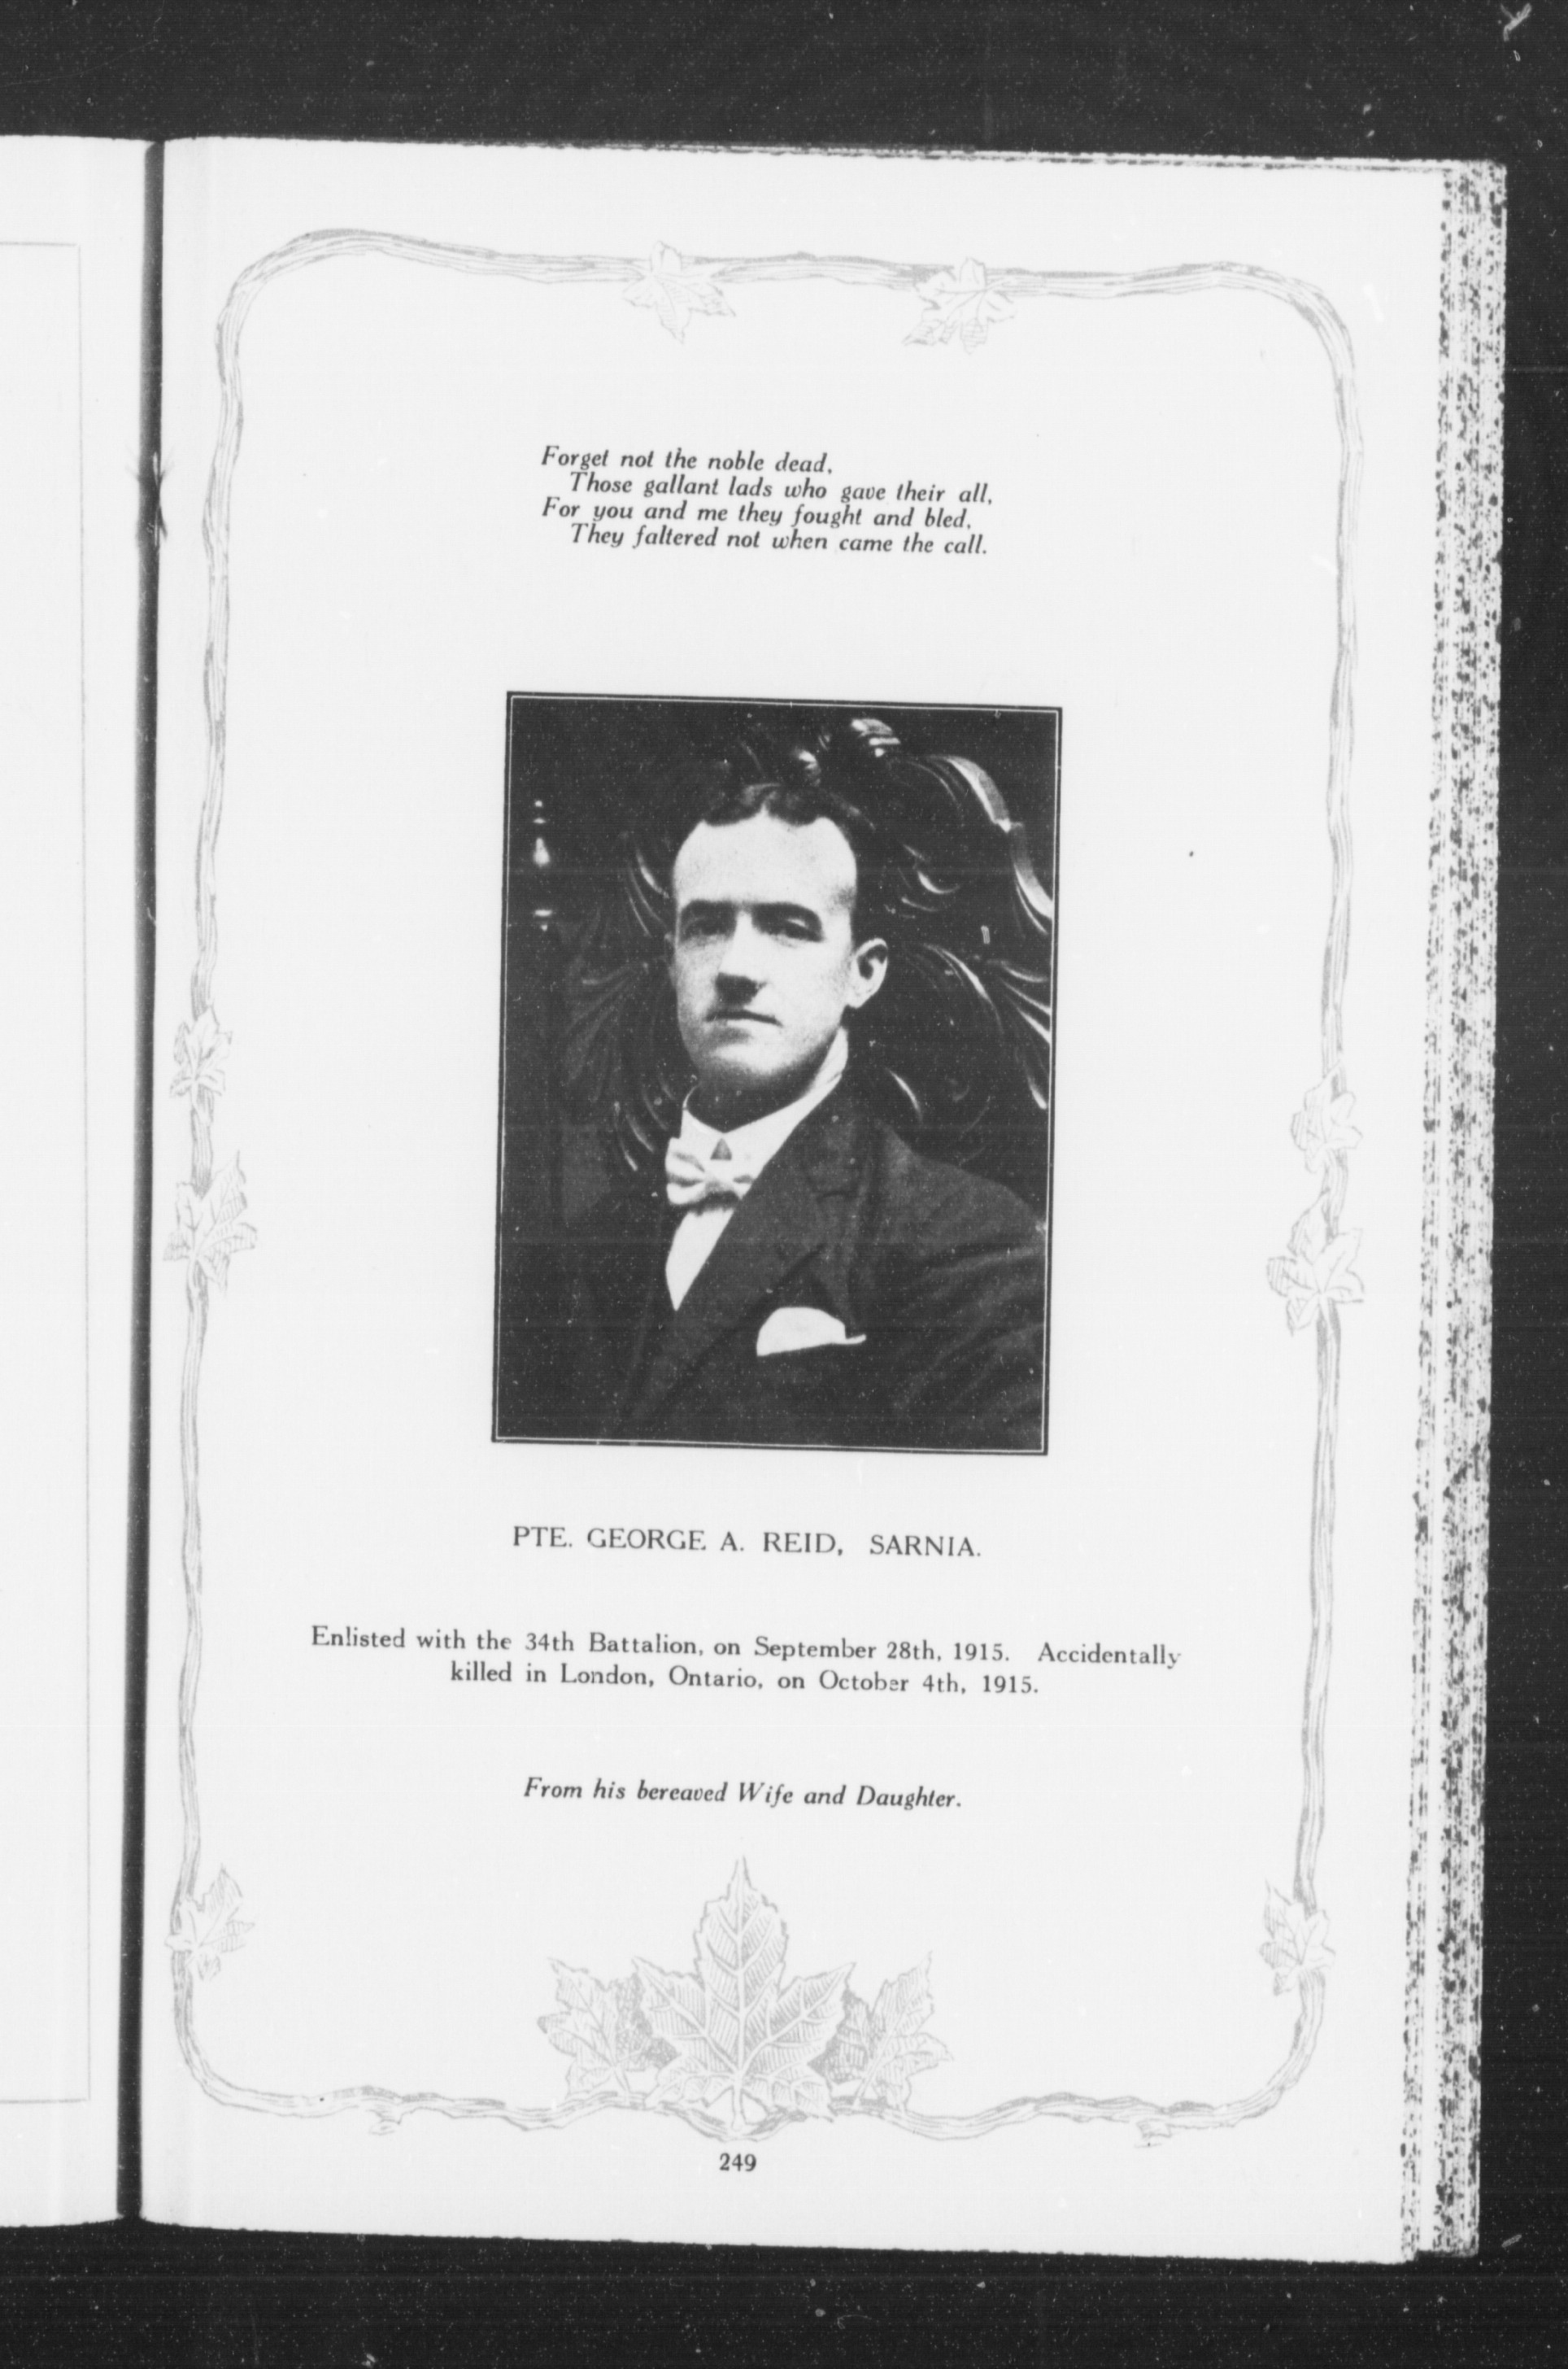 Forget not the noble dead,
Those gallant lads who gave their all,
For you and me they fought and bled,
They faltered not when came the call.
PTE. GEORGE A. REID, SARNIA.
Enlisted with the 34th Battalion, on September 28th, 1915. Accidentally
killed in London, Ontario, on October 4th, 1915.
From his bereaved Wife and Daughter.
249